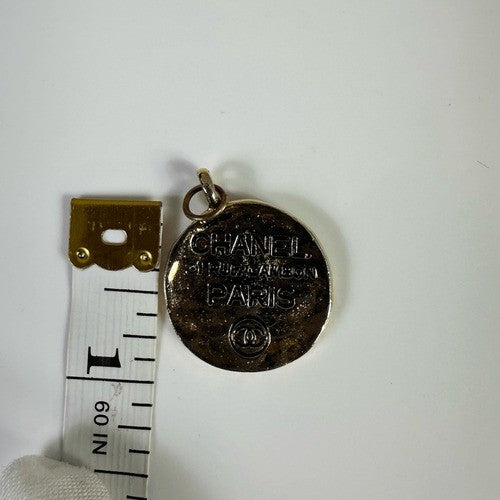 CHANEL
31 RUE CAMBON
PARIS
1
60 IN